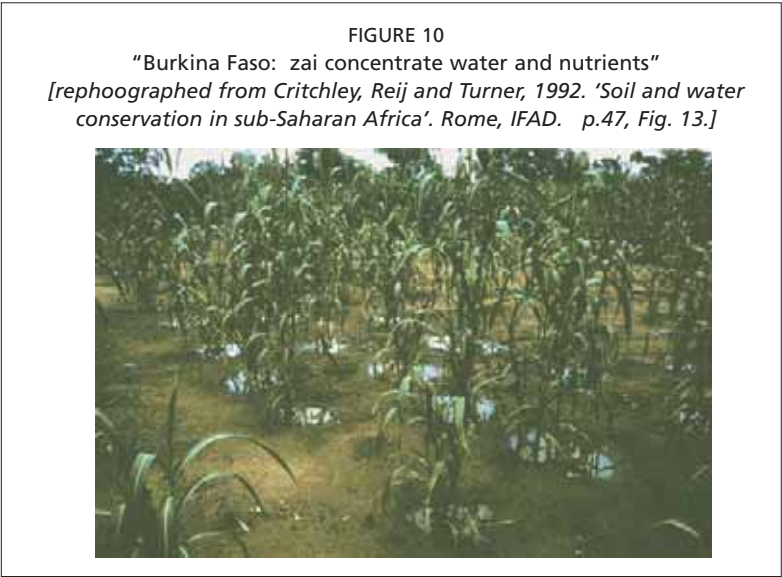 FIGURE 10
“Burkina Faso: zai concentrate water and nutrients”
[rephoographed from Critchley, Reij and Turner, 1992. ‘Soil and water
conservation in sub-Saharan Africa’. Rome, IFAD. p.47, Fig. 13.]